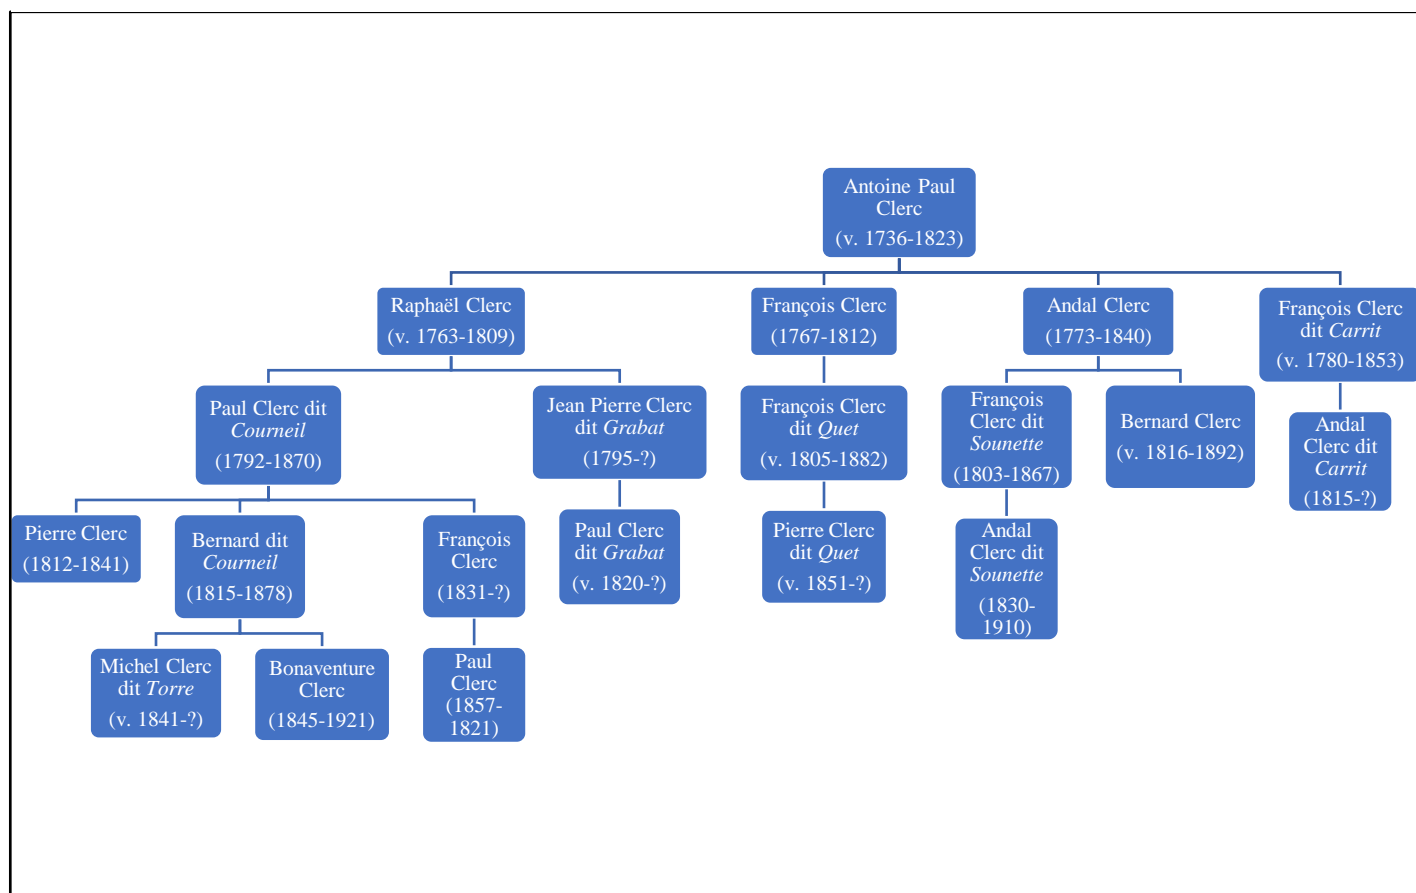 Antoine Paul
Clerc
(v. 1736-1823)
Raphaël Clerc
(v. 1763-1809)
François Clerc
(1767-1812)
Andal Clerc
(1773-1840)
François Clerc
dit Carrit
(v. 1780-1853)
Paul Clerc dit
Courneil
(1792-1870)
Jean Pierre Clerc
dit Grabat
(1795-?)
François Clerc
dit Quet
(v. 1805-1882)
François
Clerc dit
Sounette
(1803-1867)
Bernard Clerc
(v. 1816-1892)
Andal
Clerc dit
Carrit
(1815-?)
Pierre Clerc
(1812-1841)
Bernard dit
Courneil
(1815-1878)
François
Clerc
(1831-?)
Paul Clerc
dit Grabat
(v. 1820-?)
Pierre Clerc
dit Quet
(v. 1851-?)
Andal
Clerc dit
Sounette
(1830-
1910)
Michel Clerc
dit Torre
(v. 1841-?)
Bonaventure
Clerc
(1845-1921)
Paul
Clerc
(1857-
1821)